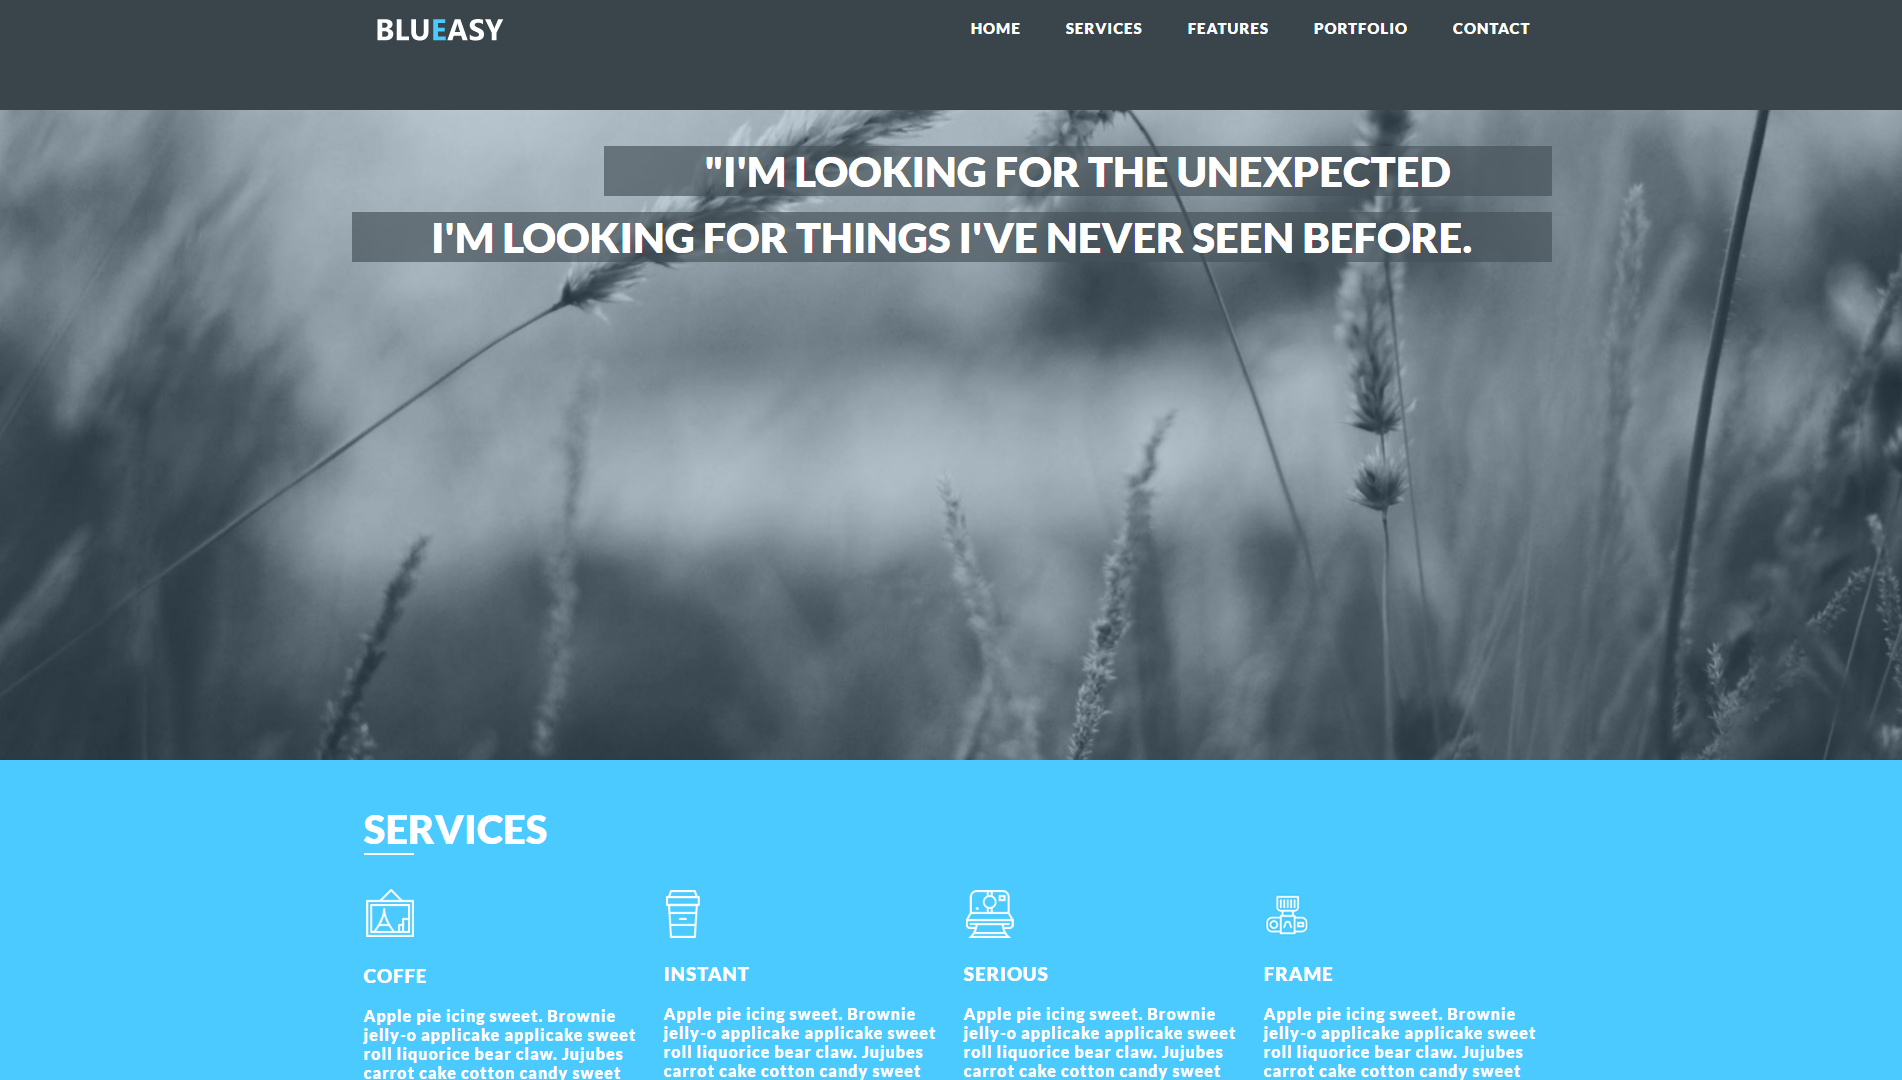 BLUEASY
HOME SERVICES FEATURES PORTFOLIO CONTACT
"I'M LOOKING FOR THE UNEXPECTED
I'M LOOKING FOR THINGS I'VE NEVER SEEN BEFORE.
SERVICES
COFFE
Apple pie icing sweet. Brownie
jelly-o applicake applicake sweet
roll liquorice bear claw. Jujubes
carrot cake cotton candy sweet
INSTANT
Apple pie icing sweet. Brownie
jelly-o applicake applicake sweet
roll liquorice bear claw. Jujubes
carrot cake cotton candy sweet
SERIOUS
Apple pie icing sweet. Brownie
jelly-o applicake applicake sweet
roll liquorice bear claw. Jujubes
carrot cake cotton candy sweet
FRAME
Apple pie icing sweet. Brownie
jelly-o applicake applicake sweet
roll liquorice bear claw. Jujubes
carrot cake cotton candy sweet